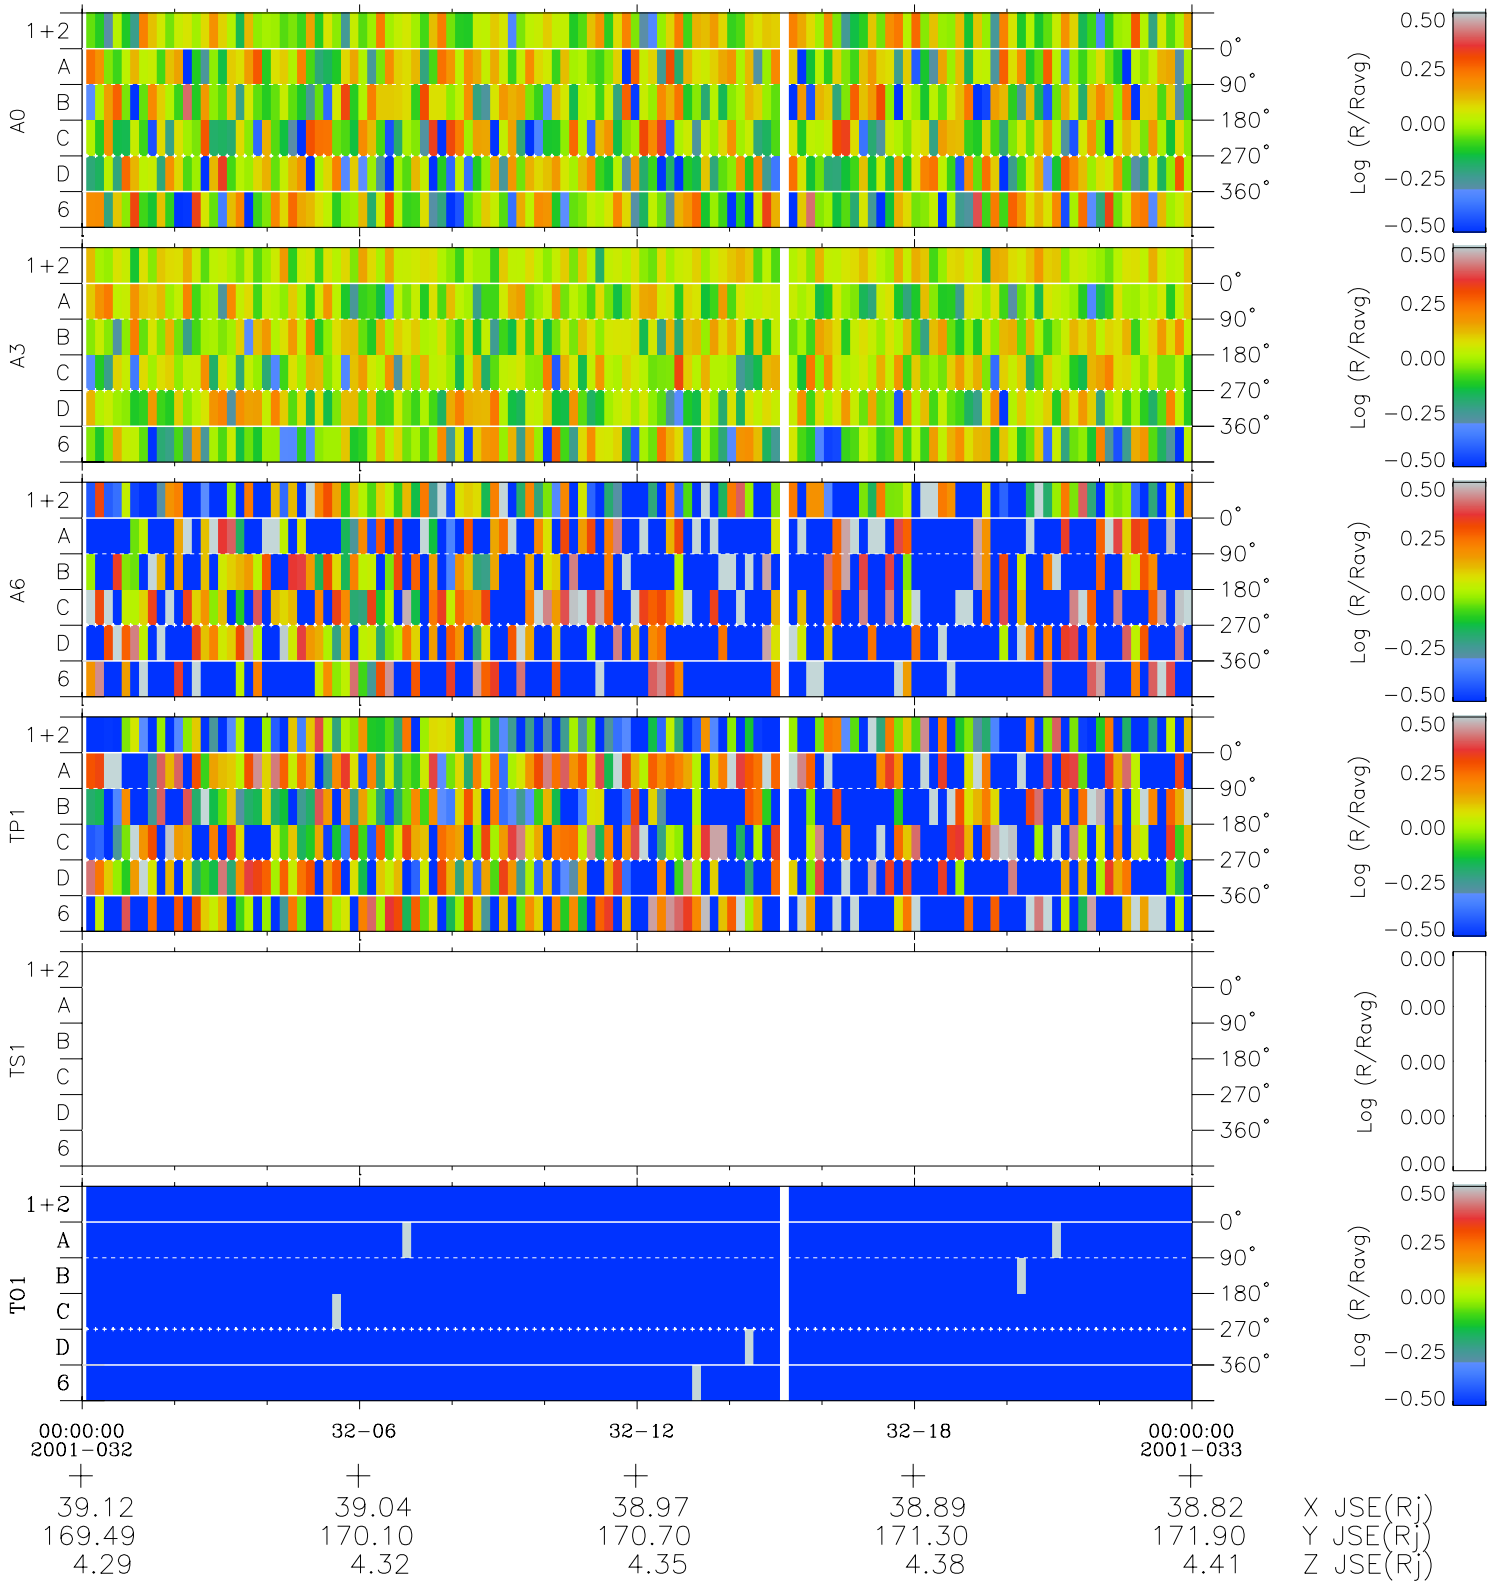 A0
1+2
A
B
C
D
6
0°
90°
180°
270°
360°
Log (R/Ravg)
0.50
0.25
0.00
−0.25
−0.50
A3
1+2
A
B
C
D
6
0°
90°
180°
270°
360°
Log (R/Ravg)
0.50
0.25
0.00
−0.25
−0.50
A6
1+2
A
B
C
D
6
0°
90°
180°
270°
360°
Log (R/Ravg)
0.50
0.25
0.00
−0.25
−0.50
TP1
1+2
A
B
C
D
6
0°
90°
180°
270°
360°
Log (R/Ravg)
0.50
0.25
0.00
−0.25
−0.50
TS1
1+2
A
B
C
D
6
0°
90°
180°
270°
360°
Log (R/Ravg)
0.00
0.00
0.00
0.00
0.00
TO1
1+2
A
B
C
D
6
0°
90°
180°
270°
360°
Log (R/Ravg)
0.50
0.25
0.00
−0.25
−0.50
00:00:00 32−06 32−12 32−18 00:00:00
2001−032 2001−033
39.12 39.04 38.97 38.89 38.82 X JSE(Rj)
169.49 170.10 170.70 171.30 171.90 Y JSE(Rj)
4.29 4.32 4.35 4.38 4.41 Z JSE(Rj)